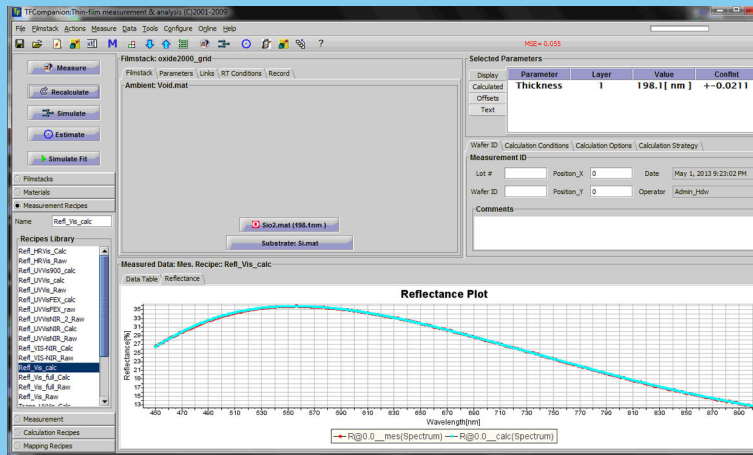 TFCompanion:Thin-film measurement & analysis (C)2001-2009
File Filmstack Actions Measure Data Tools Configure Online Help
M ?
MSE= 0.055
Measure
Recalculate
Simulate
Estimate
Simulate Fit
Filmstacks
Materials
Measurement Recipes
Name Refl_Vis_calc
Recipes Library
Refl_HRVis_Calc
Refl_HRVis_Raw
Refl_UVVis900_calc
Refl_UVVis_calc
Refl_UVVis_Raw
Refl_UVVisFEX_calc
Refl_UVVisFEX_raw
Refl_UVVisNIR_2_Raw
Refl_UVVisNIR_Calc
Refl_UVVisNIR_Raw
Refl_VIS-NIR_Calc
Refl_VIS-NIR_Raw
Refl_Vis_calc
Refl_Vis_full_Calc
Refl_Vis_full_Raw
Refl_Vis_Raw
Measurement
Calculation Recipes
Mapping Recipes
Filmstack: oxide2000_grid
Filmstack Parameters Links RT Conditions Record
Ambient: Void.mat
Sio2.mat (198.1nm )
Substrate: Si.mat
Selected Parameters
Display
Calculated
Offsets
Text
Parameter Layer Value ConfInt
Thickness 1 198.1[ nm ] +-0.0211
Wafer ID Calculation Conditions Calculation Options Calculation Strategy
Measurement ID
Lot # Position_X 0 Date May 1, 2013 9:23:02 PM
Wafer ID Position_Y 0 Operator Admin_Hdw
Comments
Measured Data: Mes. Recipe:: Refl_Vis_calc
Data Table Reflectance
Reflectance Plot
Reflectance[%]
35
33
31
29
27
25
23
21
19
17
15
13
450 470 490 510 530 550 570 590 610 630 650 670 690 710 730 750 770 790 810 830 850 870 890
Wavelength[nm]
R@0.0__mes(Spectrum) R@0.0__calc(Spectrum)